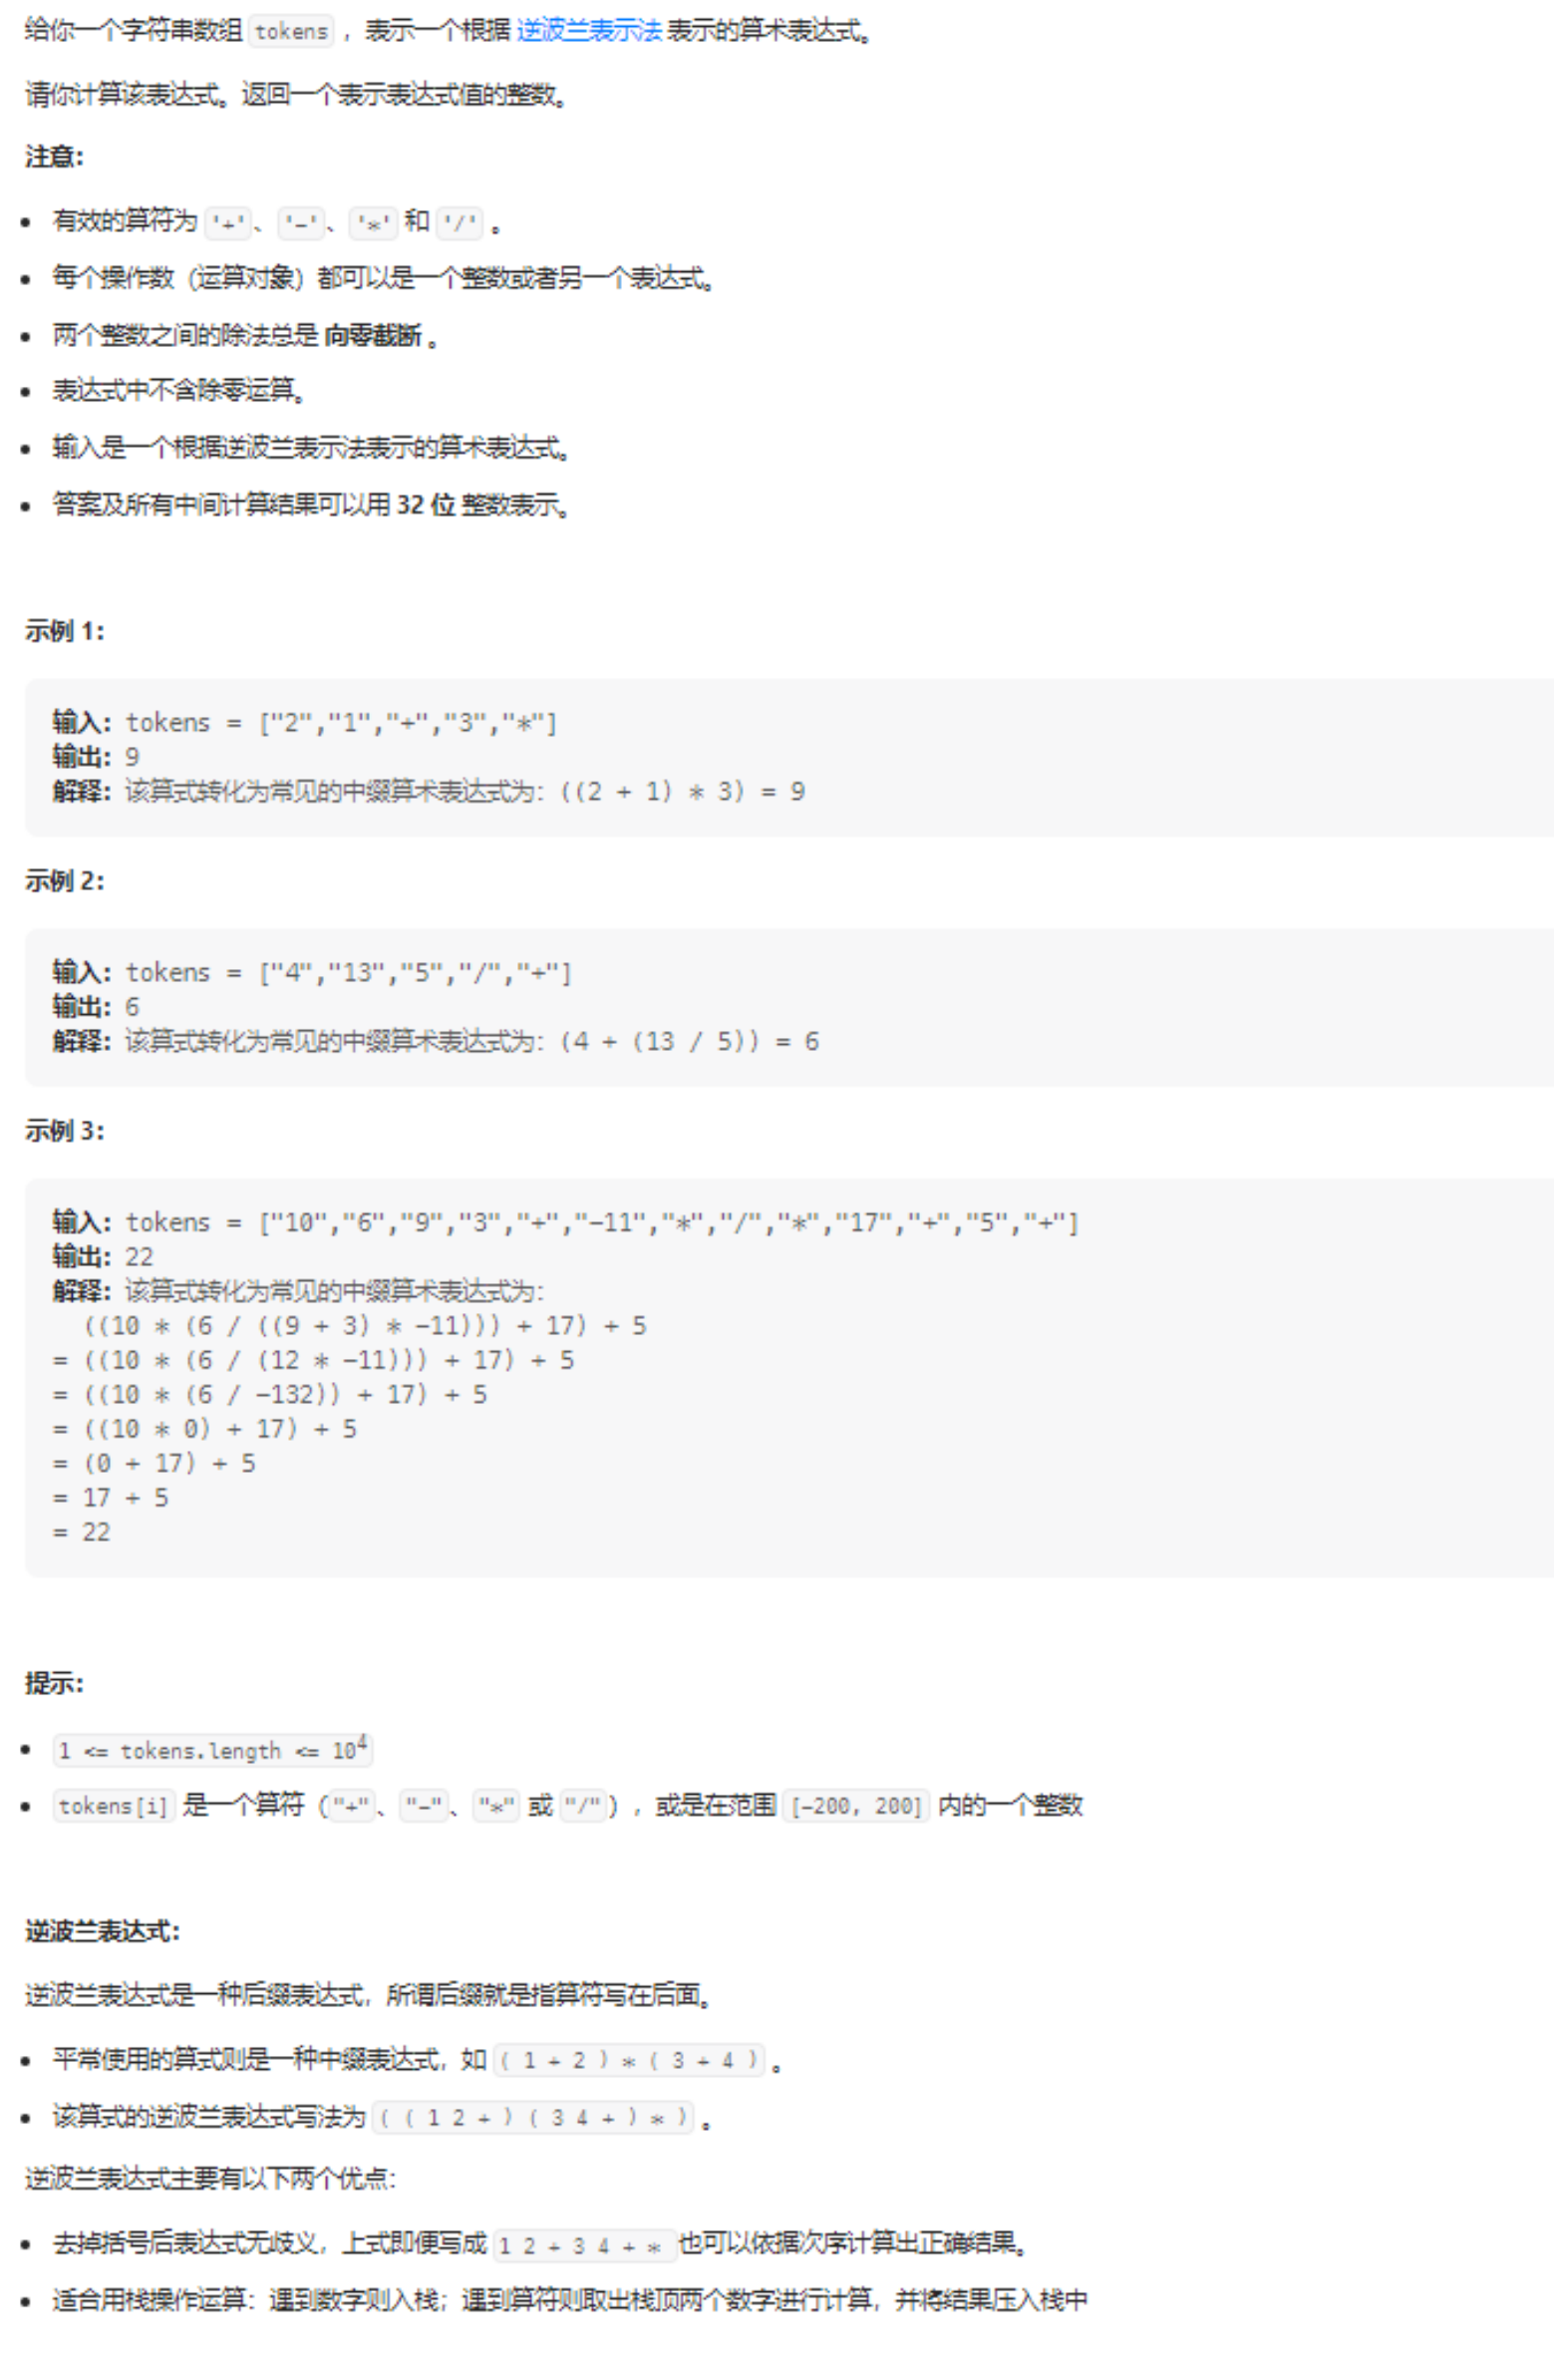 给你一个字符串数组 tokens ，表示一个根据 逆波兰表示法 表示的算术表达式。
请你计算该表达式。返回一个表示表达式值的整数。
注意：
有效的算符为 '+'、'-'、'*' 和 '/' 。
每个操作数（运算对象）都可以是一个整数或者另一个表达式。
两个整数之间的除法总是 向零截断 。
表达式中不含除零运算。
输入是一个根据逆波兰表示法表示的算术表达式。
答案及所有中间计算结果可以用 32 位 整数表示。
示例 1：
输入：tokens = ["2","1","+","3","*"]
输出：9
解释：该算式转化为常见的中缀算术表达式为：((2 + 1) * 3) = 9
示例 2：
输入：tokens = ["4","13","5","/","+"]
输出：6
解释：该算式转化为常见的中缀算术表达式为：(4 + (13 / 5)) = 6
示例 3：
输入：tokens = ["10","6","9","3","+","-11","*","/","*","17","+","5","+"]
输出：22
解释：该算式转化为常见的中缀算术表达式为：
((10 * (6 / ((9 + 3) * -11))) + 17) + 5
= ((10 * (6 / (12 * -11))) + 17) + 5
= ((10 * (6 / -132)) + 17) + 5
= ((10 * 0) + 17) + 5
= (0 + 17) + 5
= 17 + 5
= 22
提示：
1 <= tokens.length <= 10⁴
tokens[i] 是一个算符（"+"、"-"、"*" 或 "/"），或是在范围 [-200, 200] 内的一个整数
逆波兰表达式：
逆波兰表达式是一种后缀表达式，所谓后缀就是指算符写在后面。
平常使用的算式则是一种中缀表达式，如 ( 1 + 2 ) * ( 3 + 4 ) 。
该算式的逆波兰表达式写法为 ( ( 1 2 + ) ( 3 4 + ) * ) 。
逆波兰表达式主要有以下两个优点：
去掉括号后表达式无歧义，上式即便写成 1 2 + 3 4 + * 也可以依据次序计算出正确结果。
适合用栈操作运算：遇到数字则入栈；遇到算符则取出栈顶两个数字进行计算，并将结果压入栈中